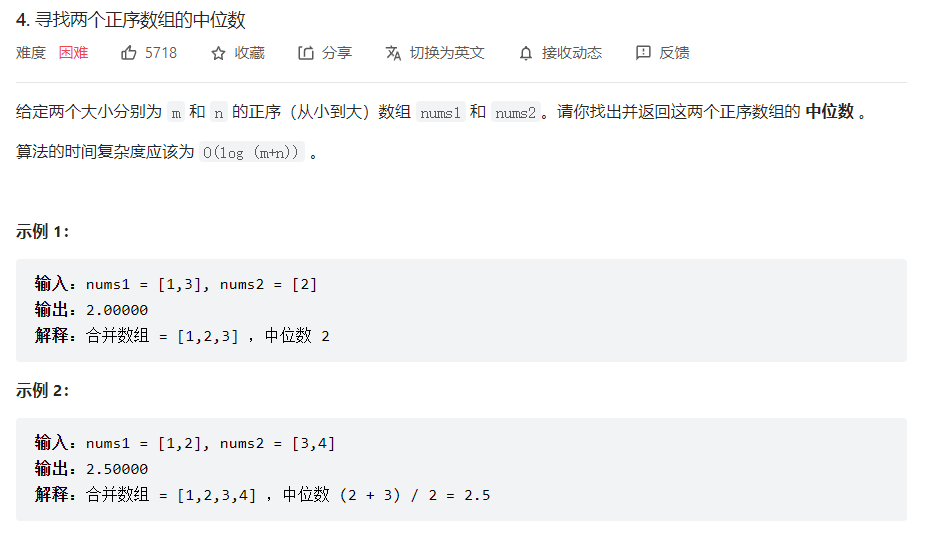 4. 寻找两个正序数组的中位数
难度 困难 5718 收藏 分享 切换为英文 接收动态 反馈
给定两个大小分别为 m 和 n 的正序（从小到大）数组 nums1 和 nums2。请你找出并返回这两个正序数组的 中位数 。
算法的时间复杂度应该为 O(log (m+n)) 。
示例 1：
输入：nums1 = [1,3], nums2 = [2]
输出：2.00000
解释：合并数组 = [1,2,3] ，中位数 2
示例 2：
输入：nums1 = [1,2], nums2 = [3,4]
输出：2.50000
解释：合并数组 = [1,2,3,4] ，中位数 (2 + 3) / 2 = 2.5